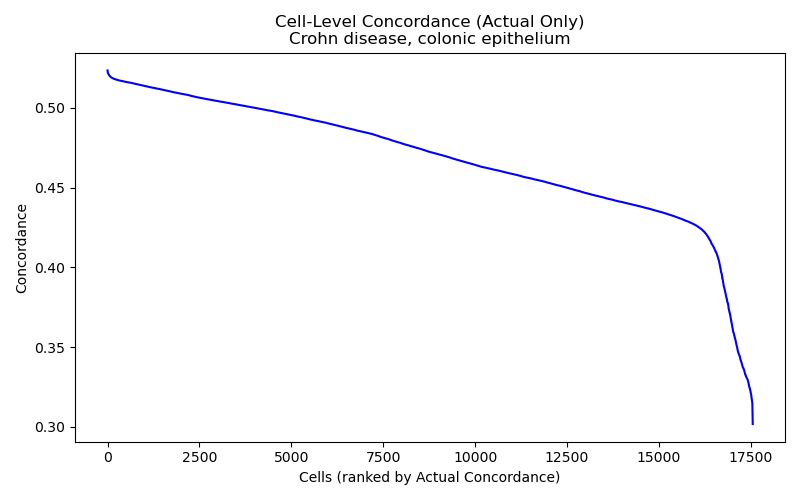 Cell-Level Concordance (Actual Only)
Crohn disease, colonic epithelium
0.50
0.45
0.40
0.35
0.30
Concordance
0 2500 5000 7500 10000 12500 15000 17500
Cells (ranked by Actual Concordance)